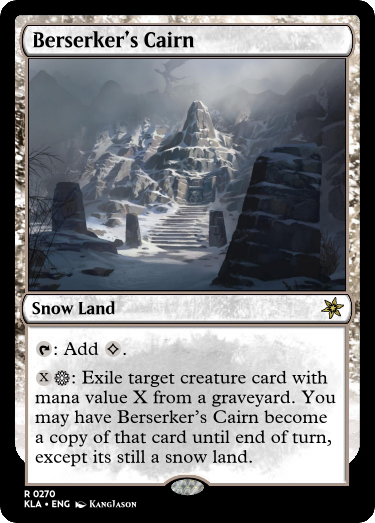 Berserker's Cairn
Snow Land
: Add .
X : Exile target creature card with
mana value X from a graveyard. You
may have Berserker's Cairn become
a copy of that card until end of turn,
except its still a snow land.
R 0270
KLA • ENG KangJason